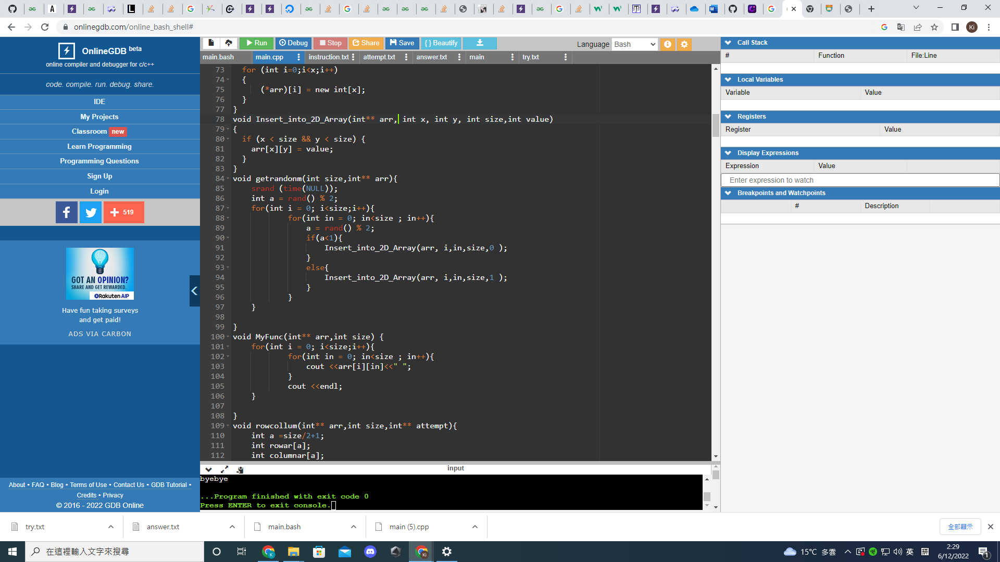 onlinegdb.com/online_bash_shell#
Ki
OnlineGDB beta
online compiler and debugger for c/c++
code. compile. run. debug. share.
IDE
My Projects
Classroom new
Learn Programming
Programming Questions
Sign Up
Login
519
GOT AN OPINION?
SHARE AND GET REWARDED.
Rakuten AIP
Have fun taking surveys
and get paid!
ADS VIA CARBON
About • FAQ • Blog • Terms of Use • Contact Us • GDB Tutorial •
Credits • Privacy
© 2016 - 2022 GDB Online
Run Debug Stop Share Save { } Beautify
Language Bash
main.bash main.cpp instruction.txt attempt.txt answer.txt main try.txt
73 for (int i=0;i<x;i++)
74 {
75 (*arr)[i] = new int[x];
76 }
77 }
78 void Insert_into_2D_Array(int** arr, int x, int y, int size,int value)
79 {
80 if (x < size && y < size) {
81 arr[x][y] = value;
82 }
83 }
84 void getrandonm(int size,int** arr){
85 srand (time(NULL));
86 int a = rand() % 2;
87 for(int i = 0; i<size;i++){
88 for(int in = 0; in<size ; in++){
89 a = rand() % 2;
90 if(a<1){
91 Insert_into_2D_Array(arr, i,in,size,0 );
92 }
93 else{
94 Insert_into_2D_Array(arr, i,in,size,1 );
95 }
96 }
97 }
98
99 }
100 void MyFunc(int** arr,int size) {
101 for(int i = 0; i<size;i++){
102 for(int in = 0; in<size ; in++){
103 cout <<arr[i][in]<<" ";
104 }
105 cout <<endl;
106 }
107
108 }
109 void rowcollum(int** arr,int size,int** attempt){
110 int a =size/2+1;
111 int rowar[a];
112 int columnar[a];
input
byebye
...Program finished with exit code 0
Press ENTER to exit console.
Call Stack
# Function File:Line
Local Variables
Variable Value
Registers
Register Value
Display Expressions
Expression Value
Enter expression to watch
Breakpoints and Watchpoints
# Description
try.txt answer.txt main.bash main (5).cpp 全部顯示
在這裡輸入文字來搜尋
K
Ki
15°C 多雲
英
2:29
6/12/2022
1